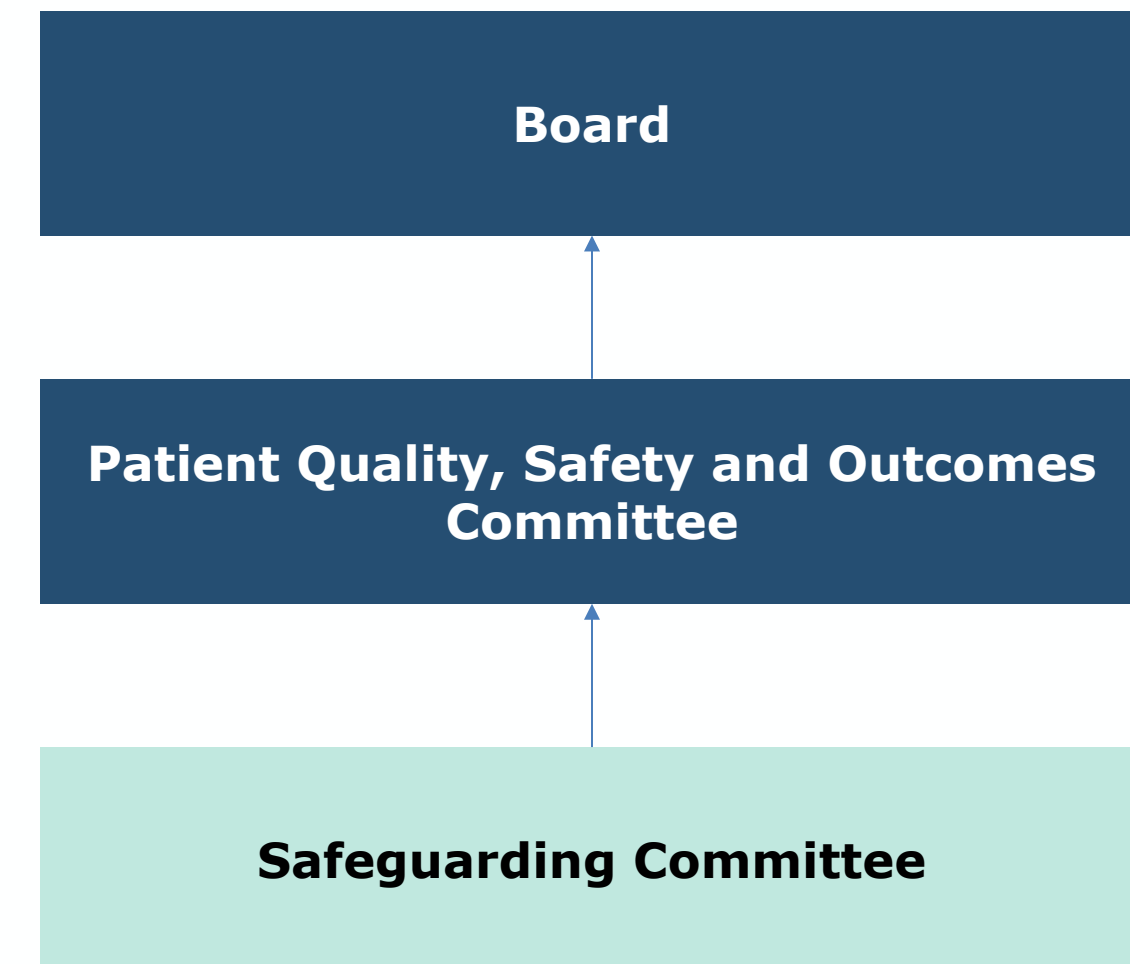 Board
Patient Quality, Safety and Outcomes
Committee
Safeguarding Committee